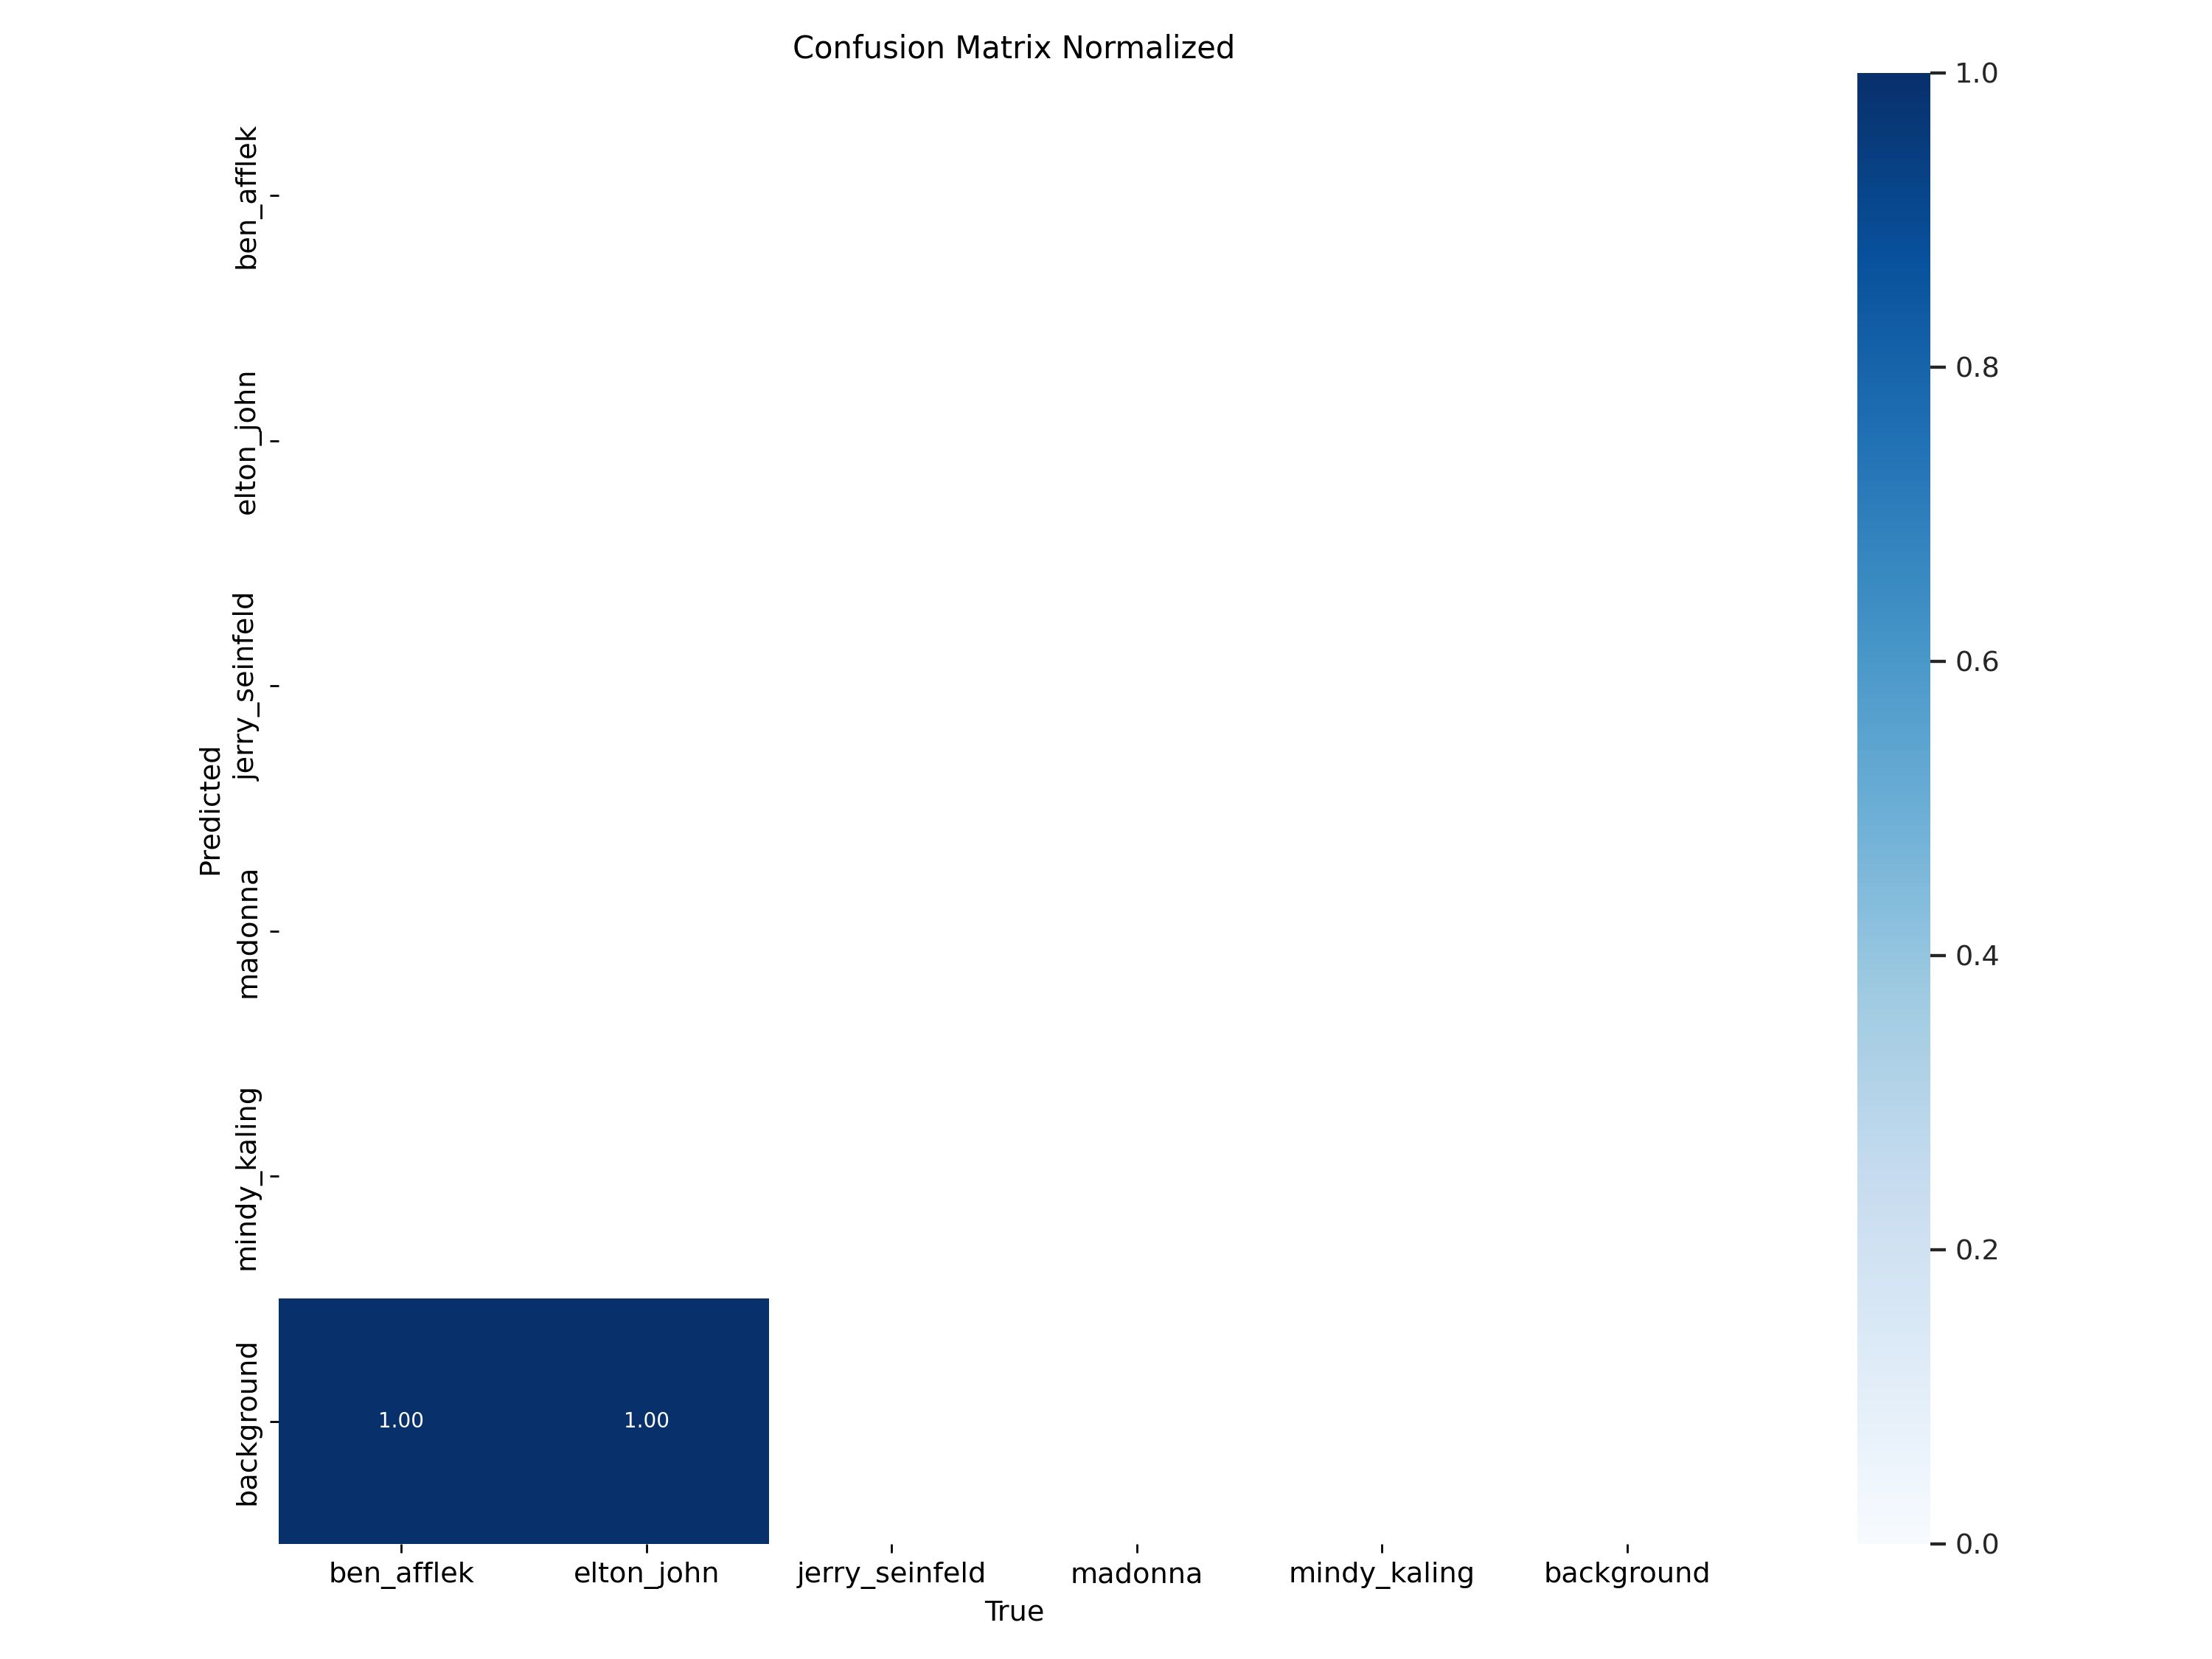 Confusion Matrix Normalized
Predicted
ben_afflek
elton_john
jerry_seinfeld
madonna
mindy_kaling
background
1.00 1.00
ben_afflek elton_john jerry_seinfeld madonna mindy_kaling background
True
1.0
0.8
0.6
0.4
0.2
0.0